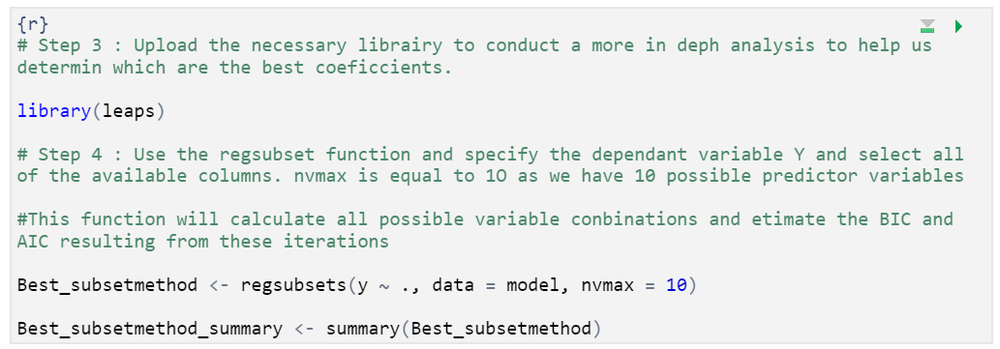 {r}
# Step 3 : Upload the necessary librairy to conduct a more in deph analysis to help us
determin which are the best coeficcients.
library(leaps)
# Step 4 : Use the regsubset function and specify the dependant variable Y and select all
of the available columns. nvmax is equal to 1O as we have 10 possible predictor variables
#This function will calculate all possible variable conbinations and etimate the BIC and
AIC resulting from these iterations
Best_subsetmethod <- regsubsets(y ~ ., data = model, nvmax = 10)
Best_subsetmethod_summary <- summary(Best_subsetmethod)